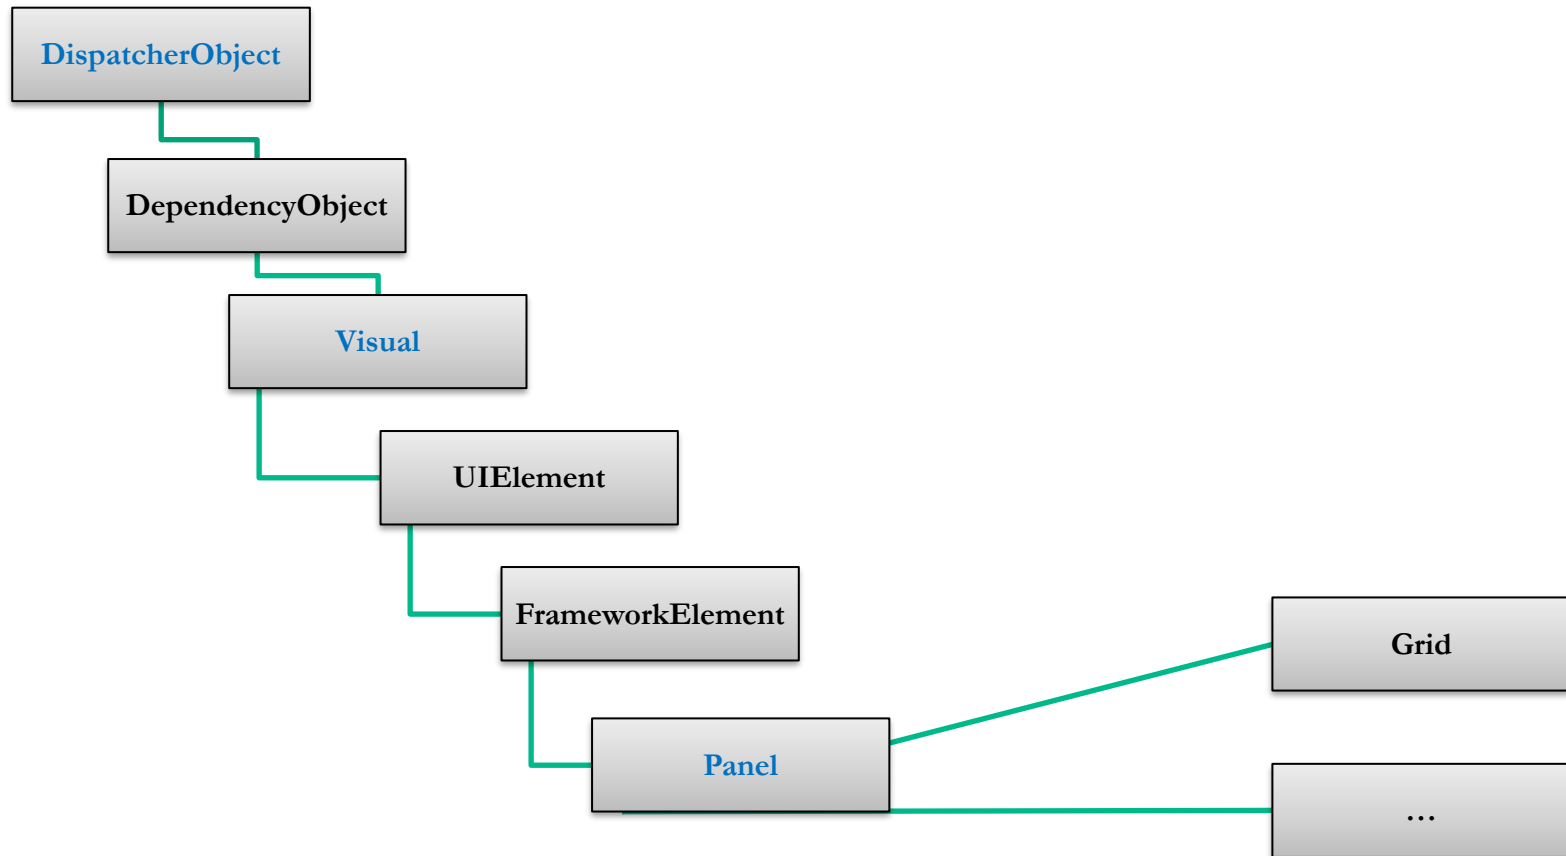 DispatcherObject
DependencyObject
Visual
UIElement
FrameworkElement
Grid
Panel
...